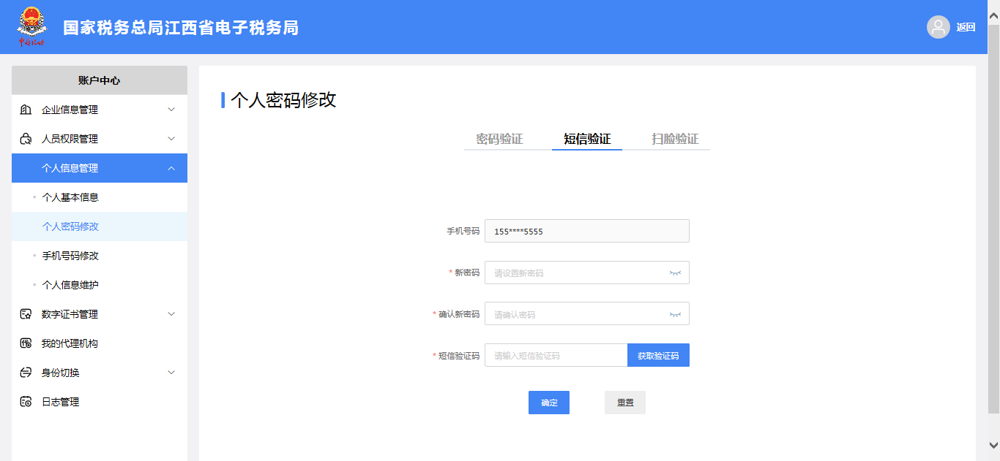 国家税务总局江西省电子税务局
返回
账户中心
企业信息管理
人员权限管理
个人信息管理
个人基本信息
个人密码修改
手机号码修改
个人信息维护
数字证书管理
我的代理机构
身份切换
日志管理
个人密码修改
密码验证 短信验证 扫脸验证
手机号码 155****5555
* 新密码 请设置新密码
* 确认新密码 请确认密码
* 短信验证码 请输入短信验证码 获取验证码
确定 重置